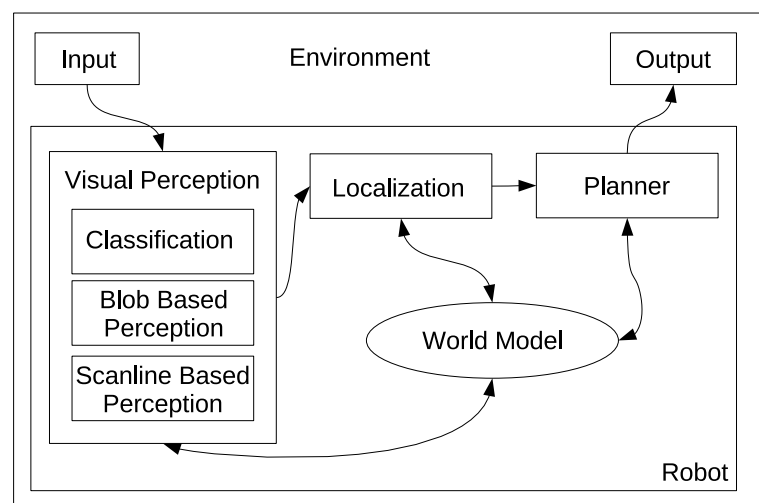 Input
Environment
Output
Visual Perception
Classification
Blob Based
Perception
Scanline Based
Perception
Localization
Planner
World Model
Robot